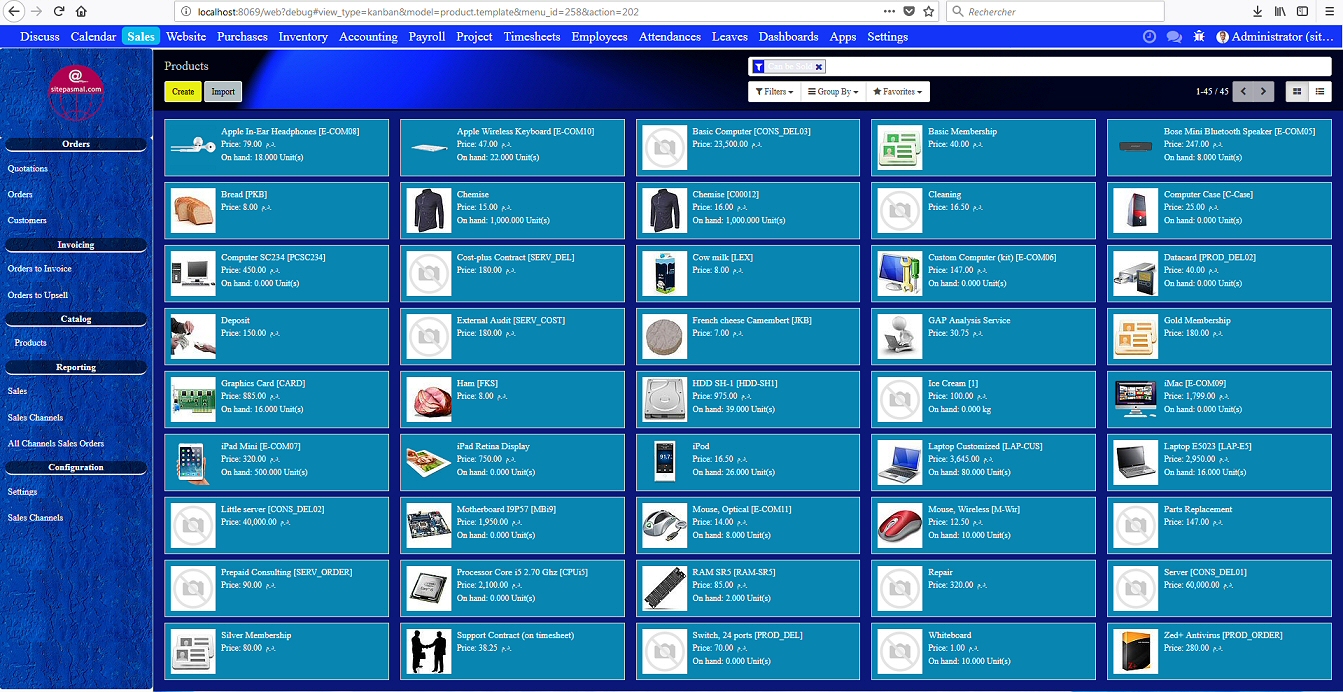 localhost:8069/web?debug#view_type=kanban&model=product.template&menu_id=258&action=202
Rechercher
Discuss Calendar Sales Website Purchases Inventory Accounting Payroll Project Timesheets Employees Attendances Leaves Dashboards Apps Settings Administrator (sit...
@
sitepasmal.com
Orders
Quotations
Orders
Customers
Invoicing
Orders to Invoice
Orders to Upsell
Catalog
Products
Reporting
Sales
Sales Channels
All Channels Sales Orders
Configuration
Settings
Sales Channels
Products
Can be Sold
Create Import
Filters Group By Favorites
1-45 / 45
Apple In-Ear Headphones [E-COM08]
Price: 79.00 د.م.
On hand: 18.000 Unit(s)
Apple Wireless Keyboard [E-COM10]
Price: 47.00 د.م.
On hand: 22.000 Unit(s)
Basic Computer [CONS_DEL03]
Price: 23,500.00 د.م.
Basic Membership
Price: 40.00 د.م.
Bose Mini Bluetooth Speaker [E-COM05]
Price: 247.00 د.م.
On hand: 8.000 Unit(s)
Bread [PKB]
Price: 8.00 د.م.
Chemise
Price: 15.00 د.م.
On hand: 1,000.000 Unit(s)
Chemise [C00012]
Price: 16.00 د.م.
On hand: 1,000.000 Unit(s)
Cleaning
Price: 16.50 د.م.
Computer Case [C-Case]
Price: 25.00 د.م.
On hand: 0.000 Unit(s)
Computer SC234 [PCSC234]
Price: 450.00 د.م.
On hand: 0.000 Unit(s)
Cost-plus Contract [SERV_DEL]
Price: 180.00 د.م.
Cow milk [LEX]
Price: 8.00 د.م.
Custom Computer (kit) [E-COM06]
Price: 147.00 د.م.
On hand: 0.000 Unit(s)
Datacard [PROD_DEL02]
Price: 40.00 د.م.
On hand: 0.000 Unit(s)
Deposit
Price: 150.00 د.م.
External Audit [SERV_COST]
Price: 180.00 د.م.
French cheese Camembert [JKB]
Price: 7.00 د.م.
GAP Analysis Service
Price: 30.75 د.م.
Gold Membership
Price: 180.00 د.م.
Graphics Card [CARD]
Price: 885.00 د.م.
On hand: 16.000 Unit(s)
Ham [FKS]
Price: 8.00 د.م.
HDD SH-1 [HDD-SH1]
Price: 975.00 د.م.
On hand: 39.000 Unit(s)
Ice Cream [1]
Price: 100.00 د.م.
On hand: 0.000 kg
iMac [E-COM09]
Price: 1,799.00 د.م.
On hand: 0.000 Unit(s)
iPad Mini [E-COM07]
Price: 320.00 د.م.
On hand: 500.000 Unit(s)
iPad Retina Display
Price: 750.00 د.م.
On hand: 0.000 Unit(s)
iPod
Price: 16.50 د.م.
On hand: 26.000 Unit(s)
Laptop Customized [LAP-CUS]
Price: 3,645.00 د.م.
On hand: 80.000 Unit(s)
Laptop E5023 [LAP-E5]
Price: 2,950.00 د.م.
On hand: 16.000 Unit(s)
Little server [CONS_DEL02]
Price: 40,000.00 د.م.
Motherboard I9P57 [MBi9]
Price: 1,950.00 د.م.
On hand: 0.000 Unit(s)
Mouse, Optical [E-COM11]
Price: 14.00 د.م.
On hand: 8.000 Unit(s)
Mouse, Wireless [M-Wir]
Price: 12.50 د.م.
On hand: 10.000 Unit(s)
Parts Replacement
Price: 147.00 د.م.
Prepaid Consulting [SERV_ORDER]
Price: 90.00 د.م.
Processor Core i5 2.70 Ghz [CPUi5]
Price: 2,100.00 د.م.
On hand: 0.000 Unit(s)
RAM SR5 [RAM-SR5]
Price: 85.00 د.م.
On hand: 2.000 Unit(s)
Repair
Price: 320.00 د.م.
Server [CONS_DEL01]
Price: 60,000.00 د.م.
Silver Membership
Price: 80.00 د.م.
Support Contract (on timesheet)
Price: 38.25 د.م.
Switch, 24 ports [PROD_DEL]
Price: 70.00 د.م.
On hand: 0.000 Unit(s)
Whiteboard
Price: 1.00 د.م.
On hand: 10.000 Unit(s)
Zed+ Antivirus [PROD_ORDER]
Price: 280.00 د.م.